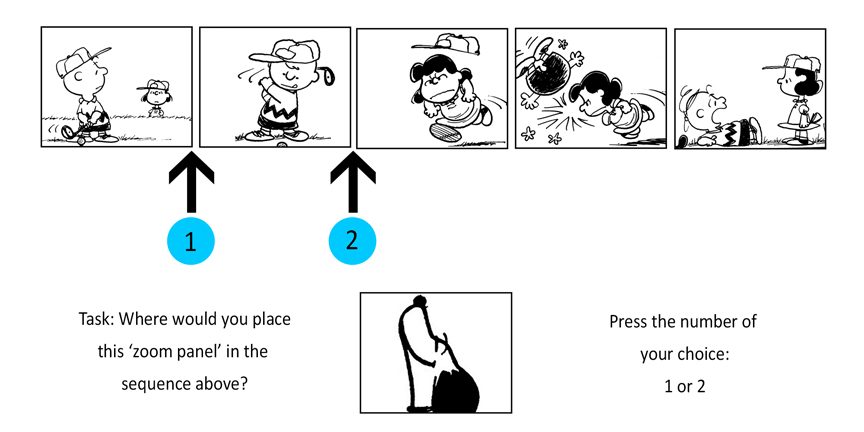 1
2
Task: Where would you place
this ‘zoom panel’ in the
sequence above?
Press the number of
your choice:
1 or 2